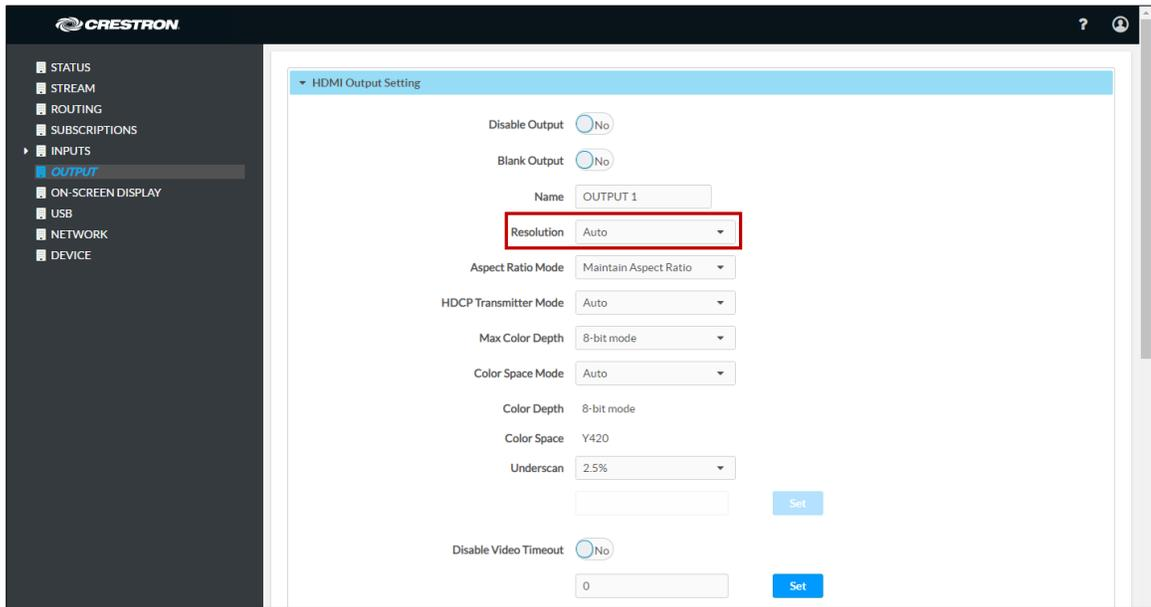 CRESTRON.
?
STATUS
STREAM
ROUTING
SUBSCRIPTIONS
INPUTS
OUTPUT
ON-SCREEN DISPLAY
USB
NETWORK
DEVICE
HDMI Output Setting
Disable Output No
Blank Output No
Name OUTPUT 1
Resolution Auto
Aspect Ratio Mode Maintain Aspect Ratio
HDCP Transmitter Mode Auto
Max Color Depth 8-bit mode
Color Space Mode Auto
Color Depth 8-bit mode
Color Space Y420
Underscan 2.5%
Set
Disable Video Timeout No
0 Set